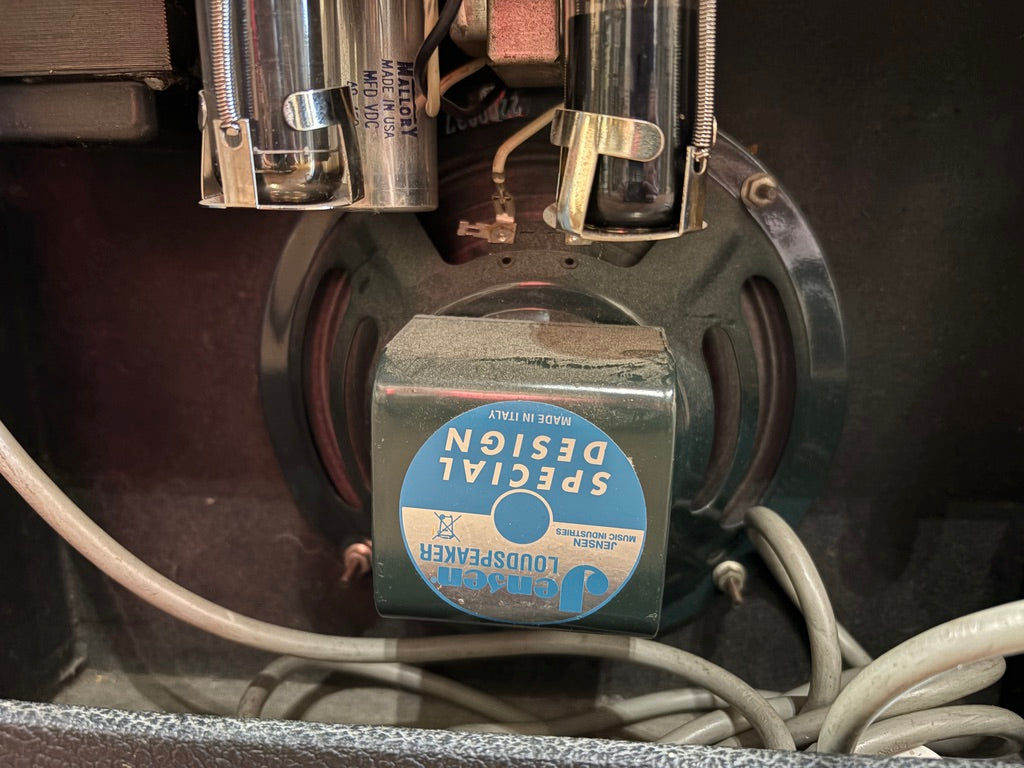 MALLORY
MADE IN USA
MFD VDC
Jensen
LOUDSPEAKER
JENSEN
MUSIC INDUSTRIES
SPECIAL
DESIGN
MADE IN ITALY